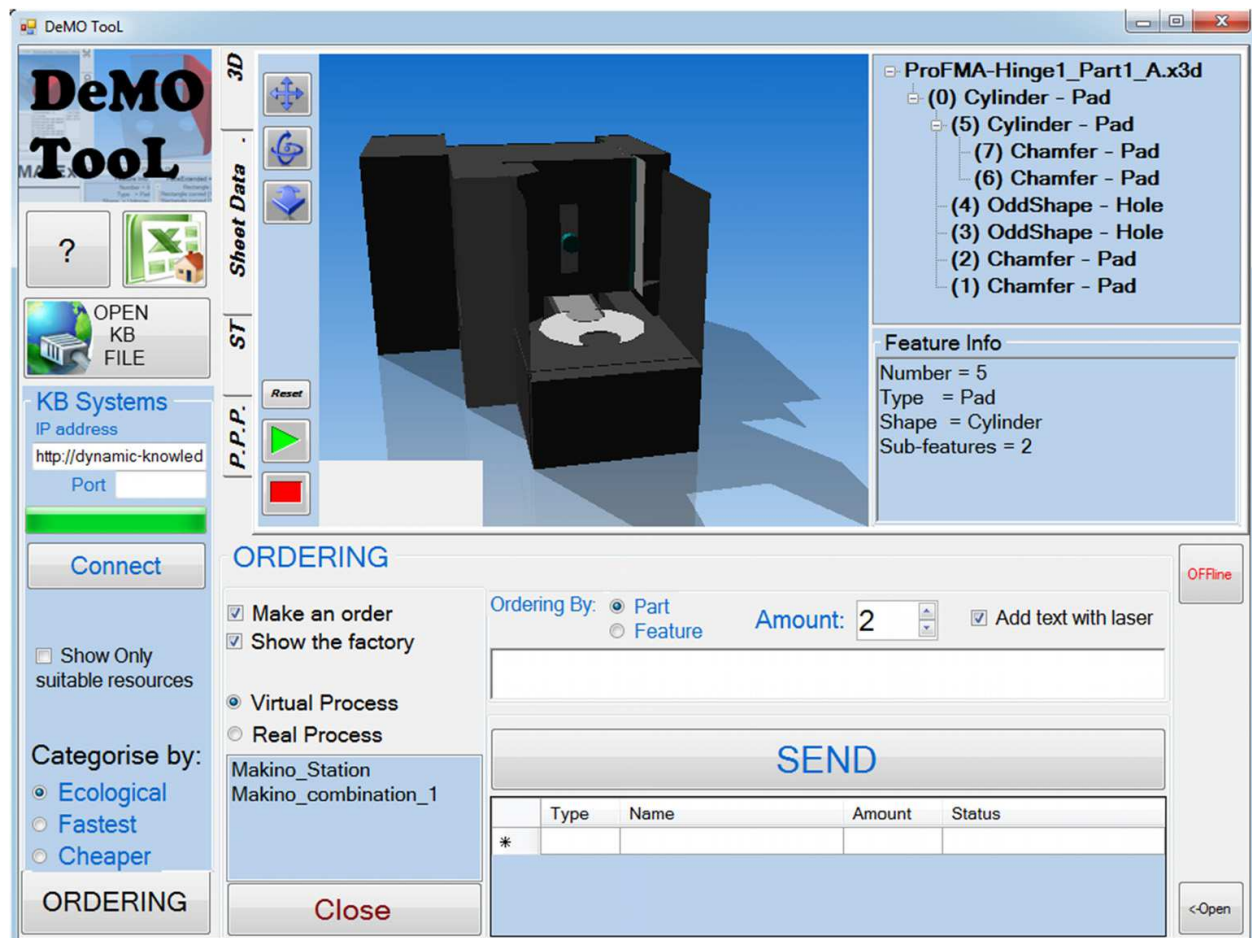 DeMO TooL
DeMO
TooL
?
OPEN
KB
FILE
KB Systems
IP address
http://dynamic-knowled
Port
Connect
Show Only
suitable resources
Categorise by:
Ecological
Fastest
Cheaper
ORDERING
3D
Sheet Data
ST
P.P.P.
Reset
ProFMA-Hinge1_Part1_A.x3d
(0) Cylinder - Pad
(5) Cylinder - Pad
(7) Chamfer - Pad
(6) Chamfer - Pad
(4) OddShape - Hole
(3) OddShape - Hole
(2) Chamfer - Pad
(1) Chamfer - Pad
Feature Info
Number = 5
Type = Pad
Shape = Cylinder
Sub-features = 2
ORDERING
Make an order
Show the factory
Virtual Process
Real Process
Makino_Station
Makino_combination_1
Close
Ordering By: Part
Feature
Amount: 2
Add text with laser
SEND
Type Name Amount Status
*
OFFline
<-Open